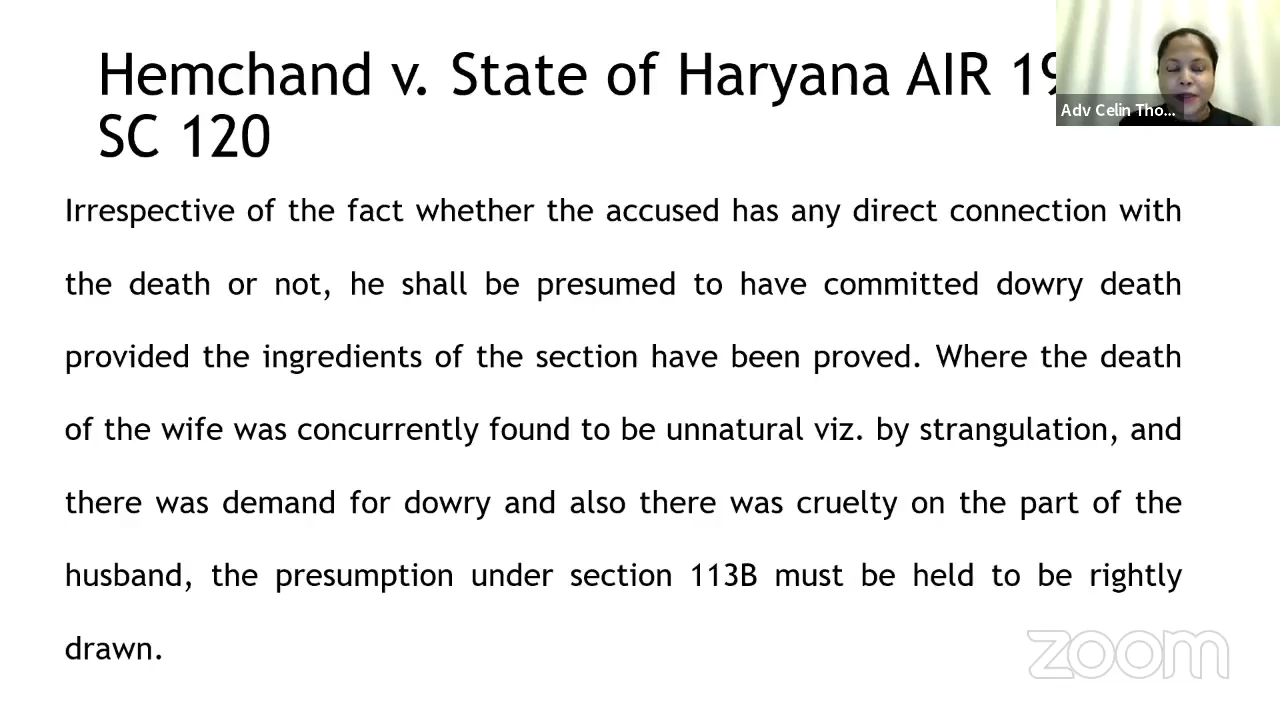 Hemchand v. State of Haryana AIR 19
SC 120
Adv Celin Tho...
Irrespective of the fact whether the accused has any direct connection with
the death or not, he shall be presumed to have committed dowry death
provided the ingredients of the section have been proved. Where the death
of the wife was concurrently found to be unnatural viz. by strangulation, and
there was demand for dowry and also there was cruelty on the part of the
husband, the presumption under section 113B must be held to be rightly
drawn.
zoom